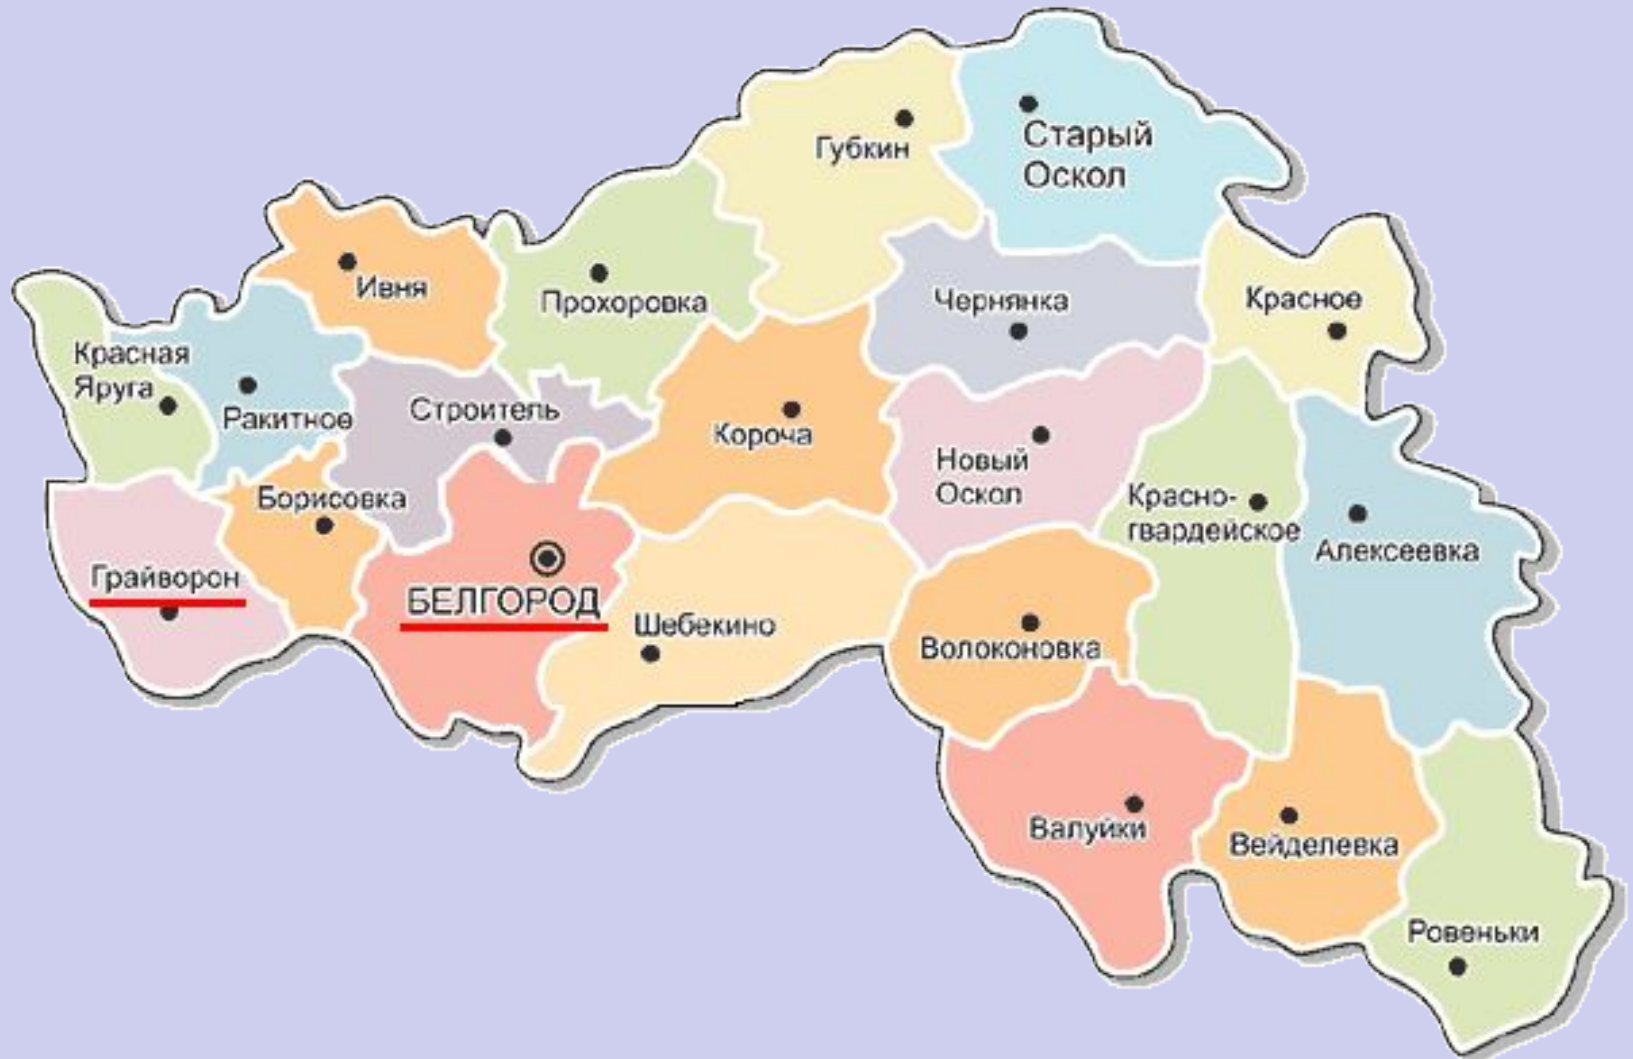 Губкин
Старый
Оскол
Ивня
Прохоровка
Чернянка
Красное
Красная
Яруга
Ракитное
Строитель
Короча
Новый
Оскол
Красно-
гвардейское
Алексеевка
Борисовка
Грайворон
БЕЛГОРОД
Шебекино
Волоконовка
Валуйки
Вейделевка
Ровеньки